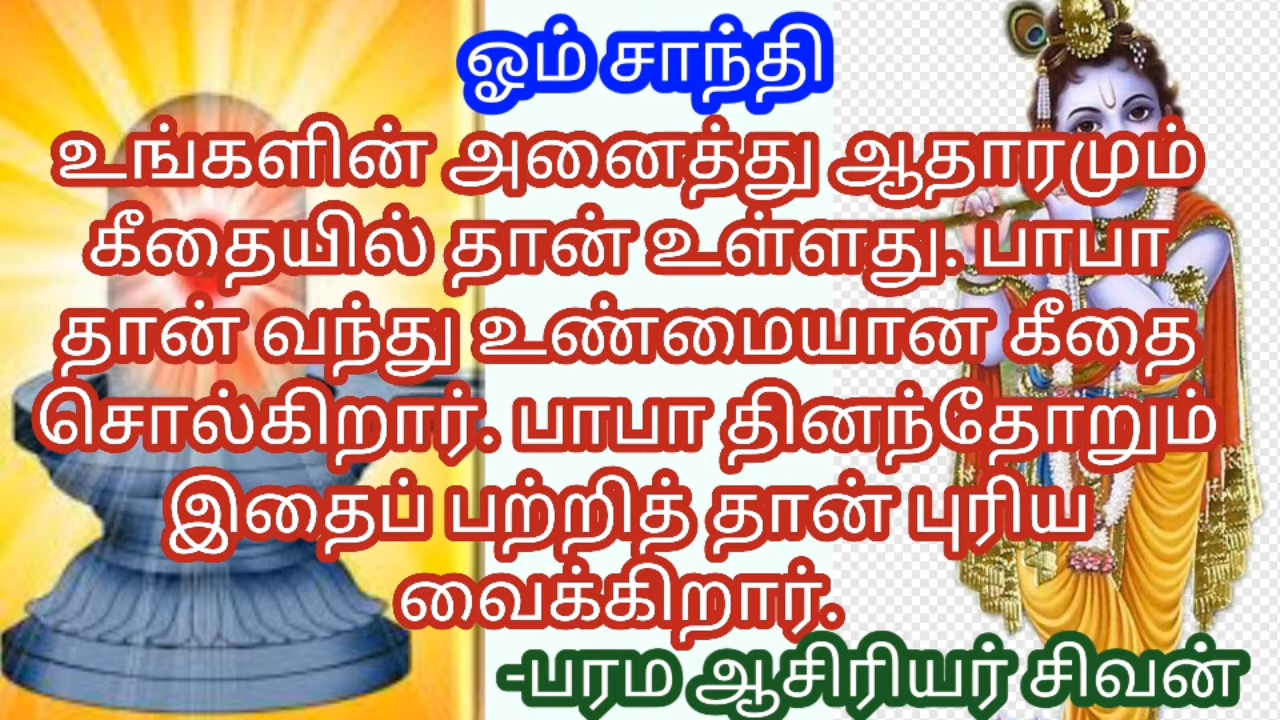 ஓம் சாந்தி
உங்களின் அனைத்து ஆதாரமும்
கீதையில் தான் உள்ளது. பாபா
தான் வந்து உண்மையான கீதை
சொல்கிறார். பாபா தினந்தோறும்
இதைப் பற்றித் தான் புரிய
வைக்கிறார்.
-பரம ஆசிரியர் சிவன்